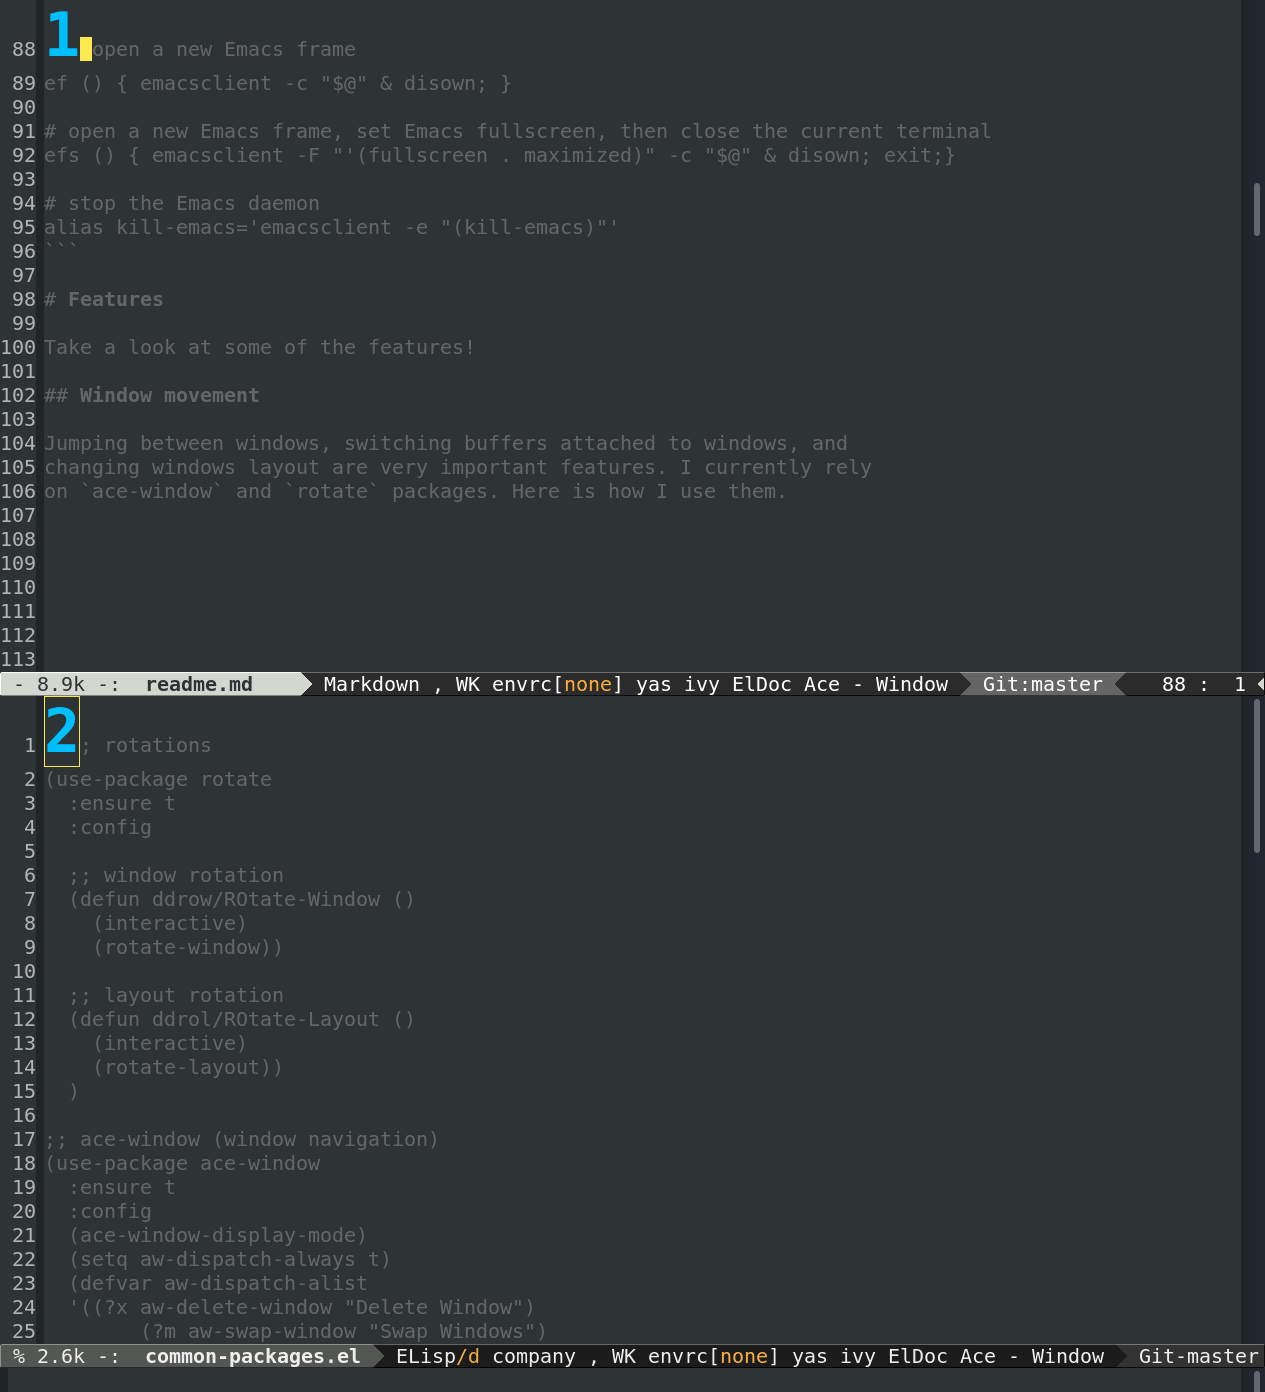 88 1 open a new Emacs frame
89 ef () { emacsclient -c "$@" & disown; }
90
91 # open a new Emacs frame, set Emacs fullscreen, then close the current terminal
92 efs () { emacsclient -F "'(fullscreen . maximized)" -c "$@" & disown; exit;}
93
94 # stop the Emacs daemon
95 alias kill-emacs='emacsclient -e "(kill-emacs)"'
96 ```
97
98 # Features
99
100 Take a look at some of the features!
101
102 ## Window movement
103
104 Jumping between windows, switching buffers attached to windows, and
105 changing windows layout are very important features. I currently rely
106 on `ace-window` and `rotate` packages. Here is how I use them.
107
108
109
110
111
112
113
- 8.9k -: readme.md Markdown , WK envrc[none] yas ivy ElDoc Ace - Window Git:master 88 : 1
1 2; rotations
2 (use-package rotate
3   :ensure t
4   :config
5
6   ;; window rotation
7   (defun ddrow/ROtate-Window ()
8     (interactive)
9     (rotate-window))
10
11   ;; layout rotation
12   (defun ddrol/ROtate-Layout ()
13     (interactive)
14     (rotate-layout))
15   )
16
17 ;; ace-window (window navigation)
18 (use-package ace-window
19   :ensure t
20   :config
21   (ace-window-display-mode)
22   (setq aw-dispatch-always t)
23   (defvar aw-dispatch-alist
24   '((?x aw-delete-window "Delete Window")
25         (?m aw-swap-window "Swap Windows")
% 2.6k -: common-packages.el ELisp/d company , WK envrc[none] yas ivy ElDoc Ace - Window Git-master